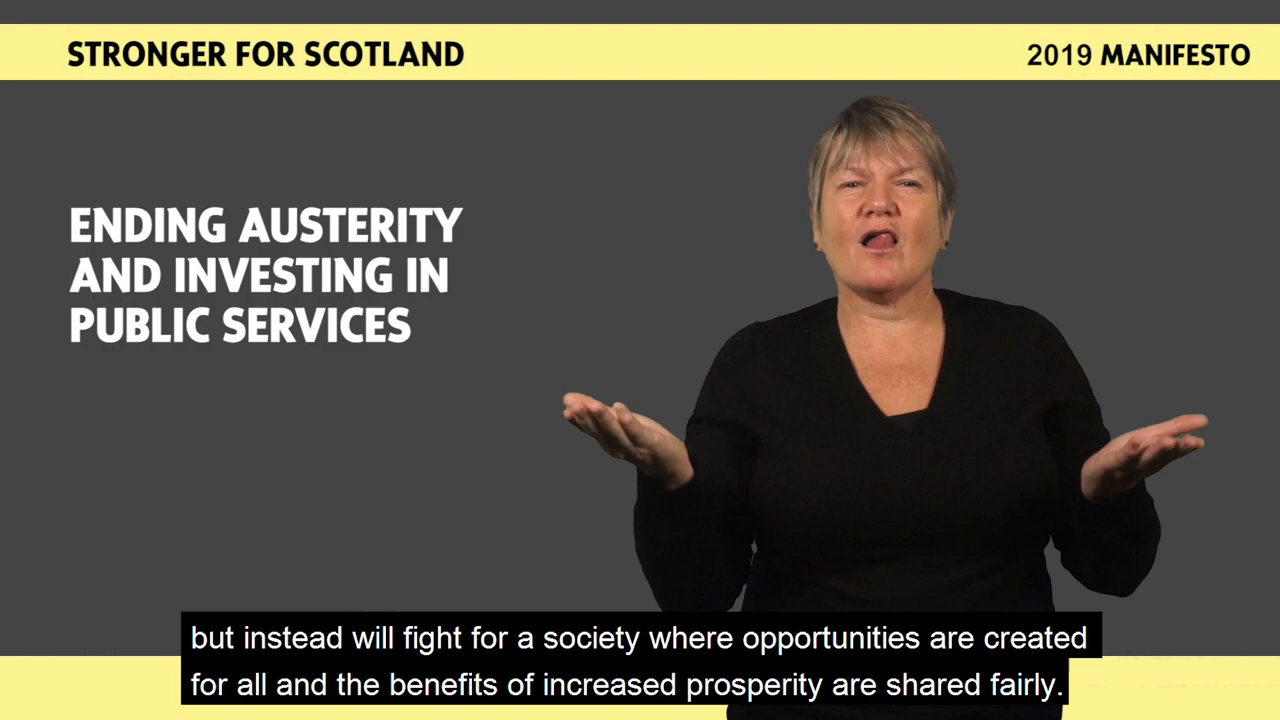 STRONGER FOR SCOTLAND
2019 MANIFESTO
ENDING AUSTERITY
AND INVESTING IN
PUBLIC SERVICES
but instead will fight for a society where opportunities are created
for all and the benefits of increased prosperity are shared fairly.